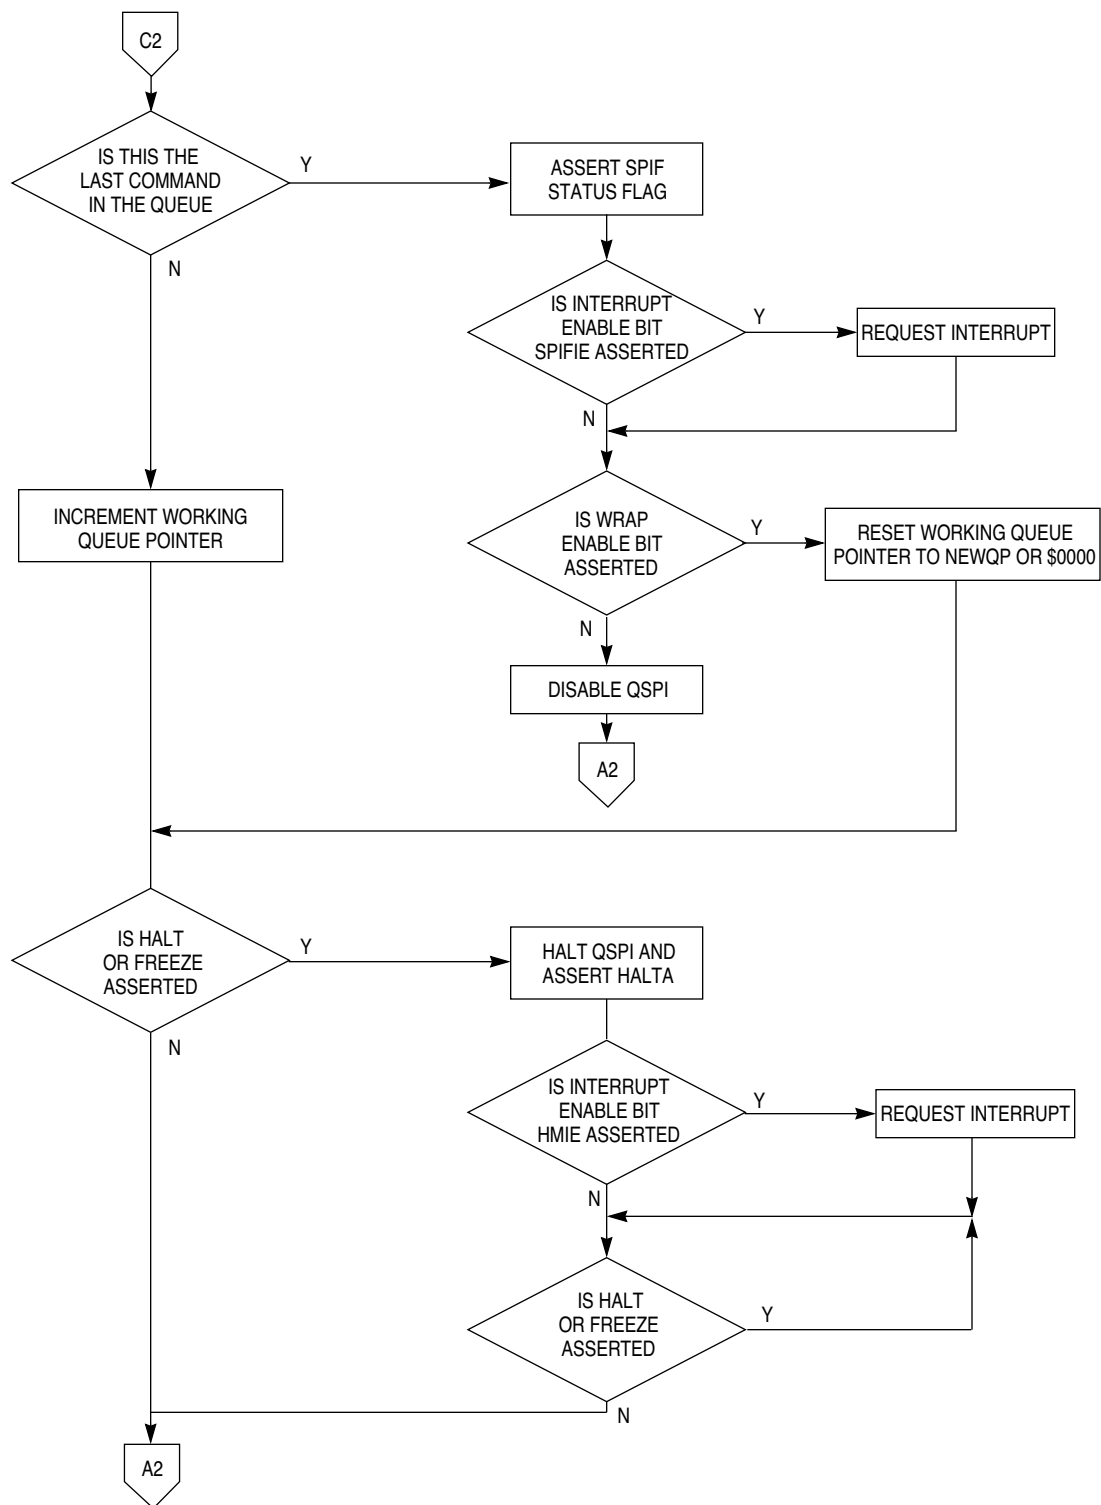 C2
IS THIS THE
LAST COMMAND
IN THE QUEUE
Y
N
ASSERT SPIF
STATUS FLAG
IS INTERRUPT
ENABLE BIT
SPIFIE ASSERTED
Y
REQUEST INTERRUPT
N
INCREMENT WORKING
QUEUE POINTER
IS WRAP
ENABLE BIT
ASSERTED
Y
RESET WORKING QUEUE
POINTER TO NEWQP OR $0000
N
DISABLE QSPI
A2
IS HALT
OR FREEZE
ASSERTED
Y
N
HALT QSPI AND
ASSERT HALTA
IS INTERRUPT
ENABLE BIT
HMIE ASSERTED
Y
REQUEST INTERRUPT
N
IS HALT
OR FREEZE
ASSERTED
Y
N
A2